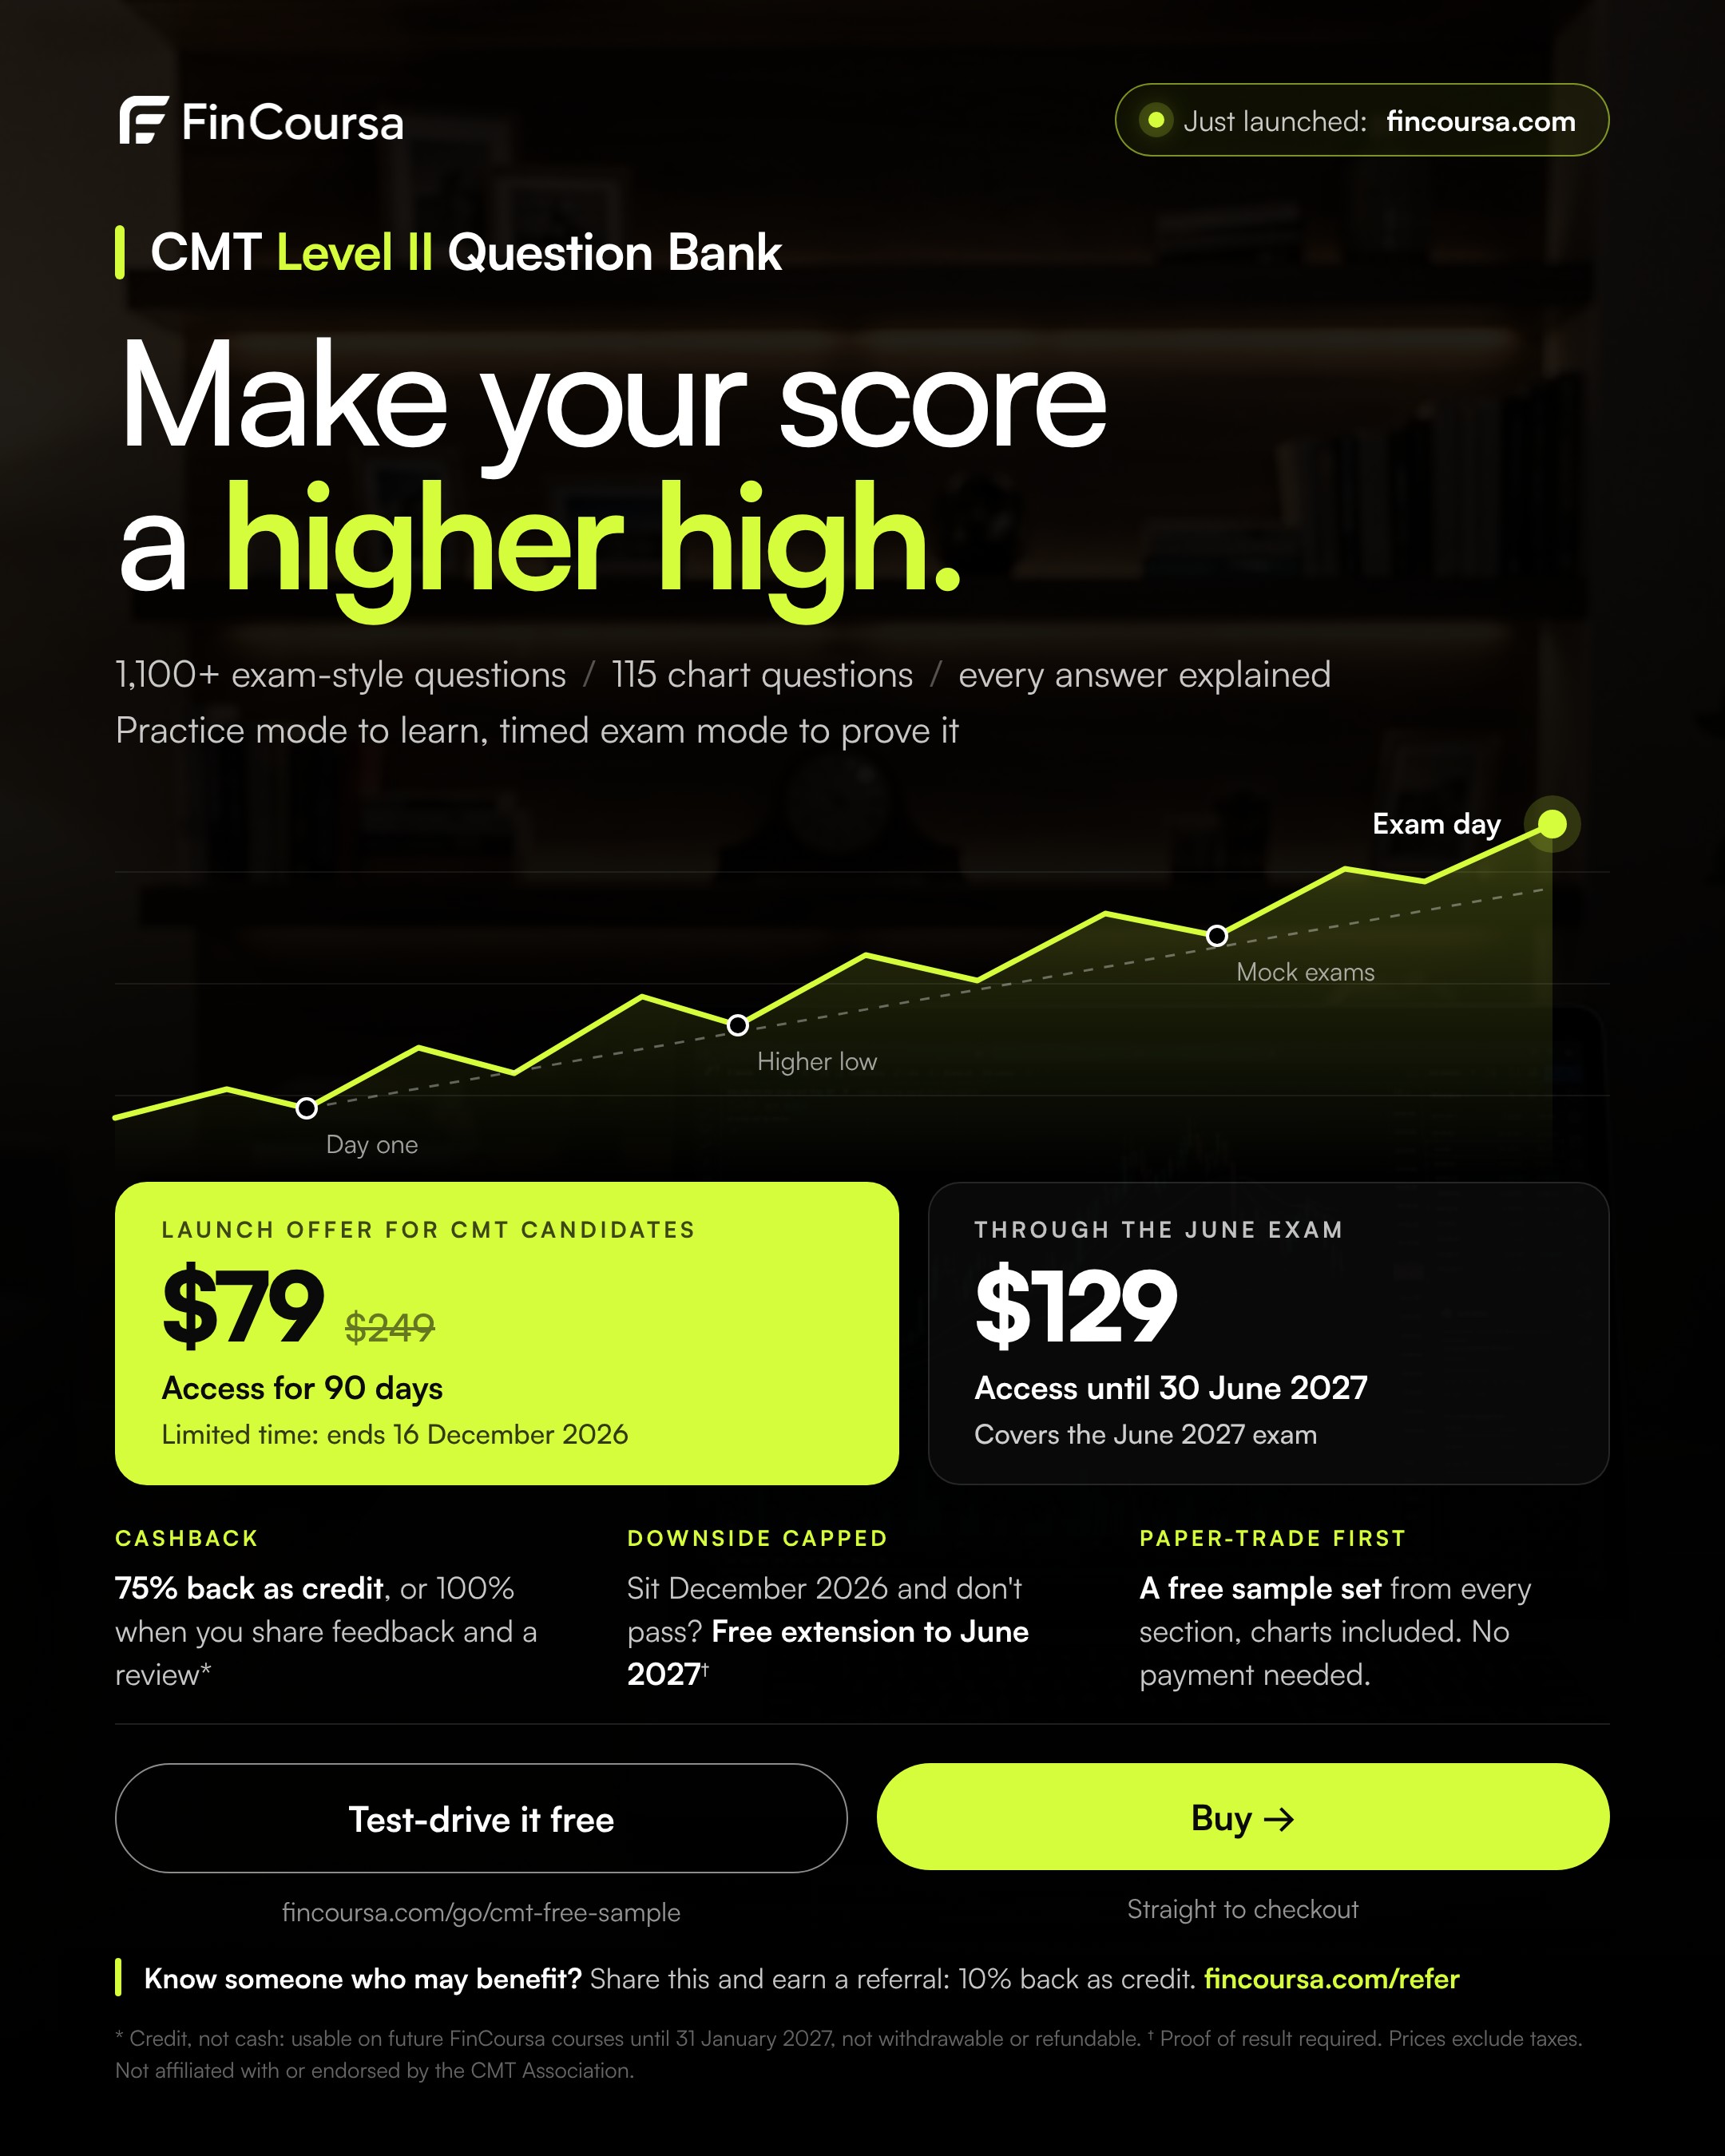 FinCoursa
Just launched: fincoursa.com
CMT Level II Question Bank
Make your score
a higher high.
1,100+ exam-style questions / 115 chart questions / every answer explained
Practice mode to learn, timed exam mode to prove it
Exam day
Mock exams
Higher low
Day one
LAUNCH OFFER FOR CMT CANDIDATES
$79 $249
Access for 90 days
Limited time: ends 16 December 2026
THROUGH THE JUNE EXAM
$129
Access until 30 June 2027
Covers the June 2027 exam
CASHBACK
75% back as credit, or 100%
when you share feedback and a
review*
DOWNSIDE CAPPED
Sit December 2026 and don't
pass? Free extension to June
2027†
PAPER-TRADE FIRST
A free sample set from every
section, charts included. No
payment needed.
Test-drive it free
fincoursa.com/go/cmt-free-sample
Buy →
Straight to checkout
Know someone who may benefit? Share this and earn a referral: 10% back as credit. fincoursa.com/refer
* Credit, not cash: usable on future FinCoursa courses until 31 January 2027, not withdrawable or refundable. † Proof of result required. Prices exclude taxes.
Not affiliated with or endorsed by the CMT Association.